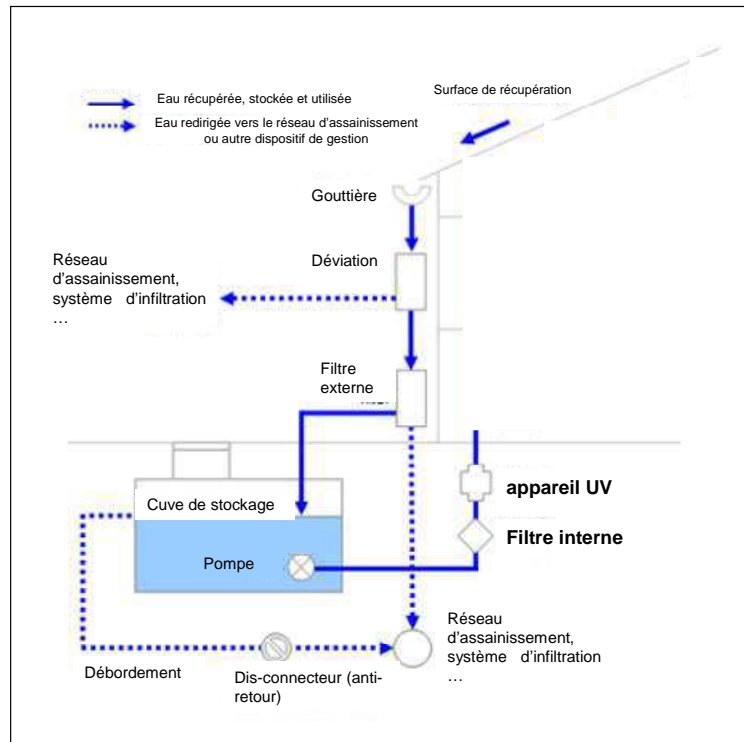 Eau récupérée, stockée et utilisée
Surface de récupération
Eau redirigée vers le réseau d'assainissement
ou autre dispositif de gestion
Gouttière
Déviation
Réseau
d'assainissement,
système d'infiltration
…
Filtre
externe
appareil UV
Cuve de stockage
Filtre interne
Pompe
Réseau
d'assainissement,
système d'infiltration
…
Débordement
Dis-connecteur (anti-
retour)